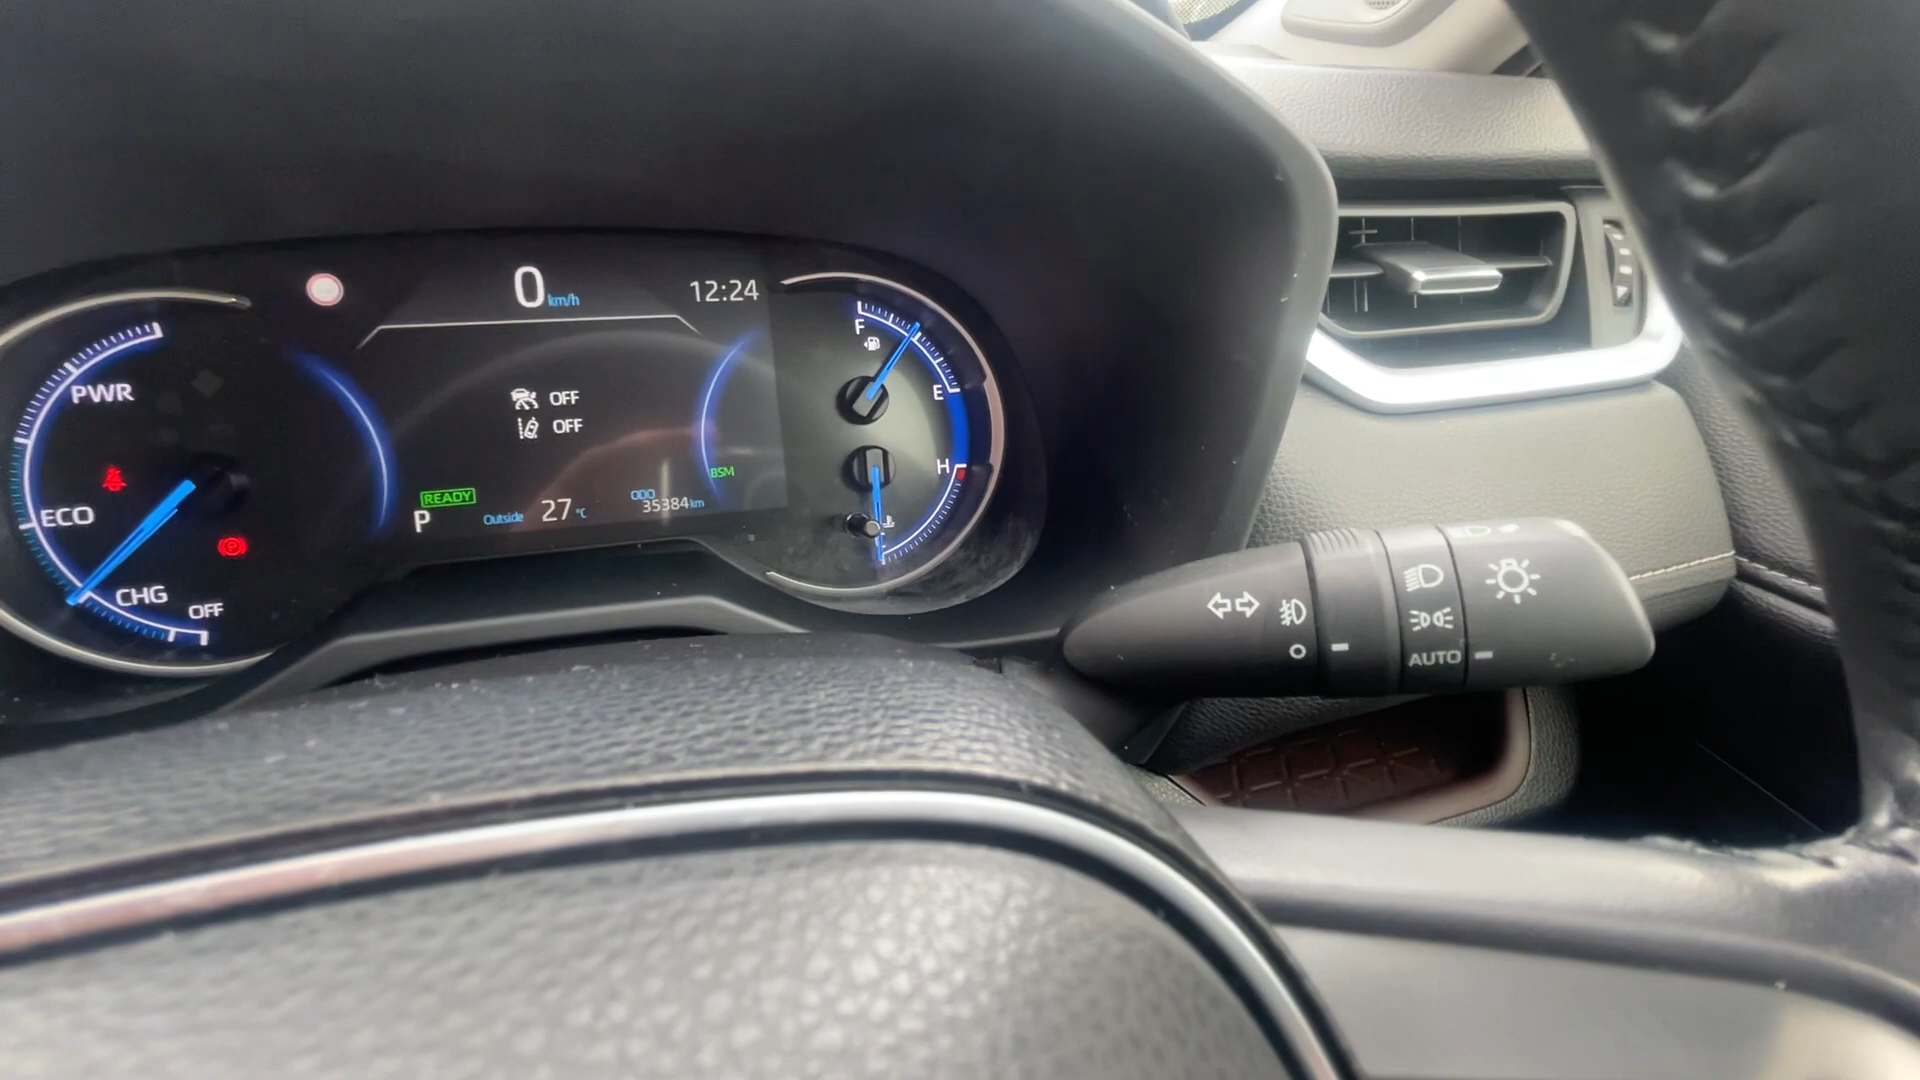 0 km/h
12:24
PWR
ECO
CHG
OFF
OFF
OFF
READY
P
Outside 27 °C
ODO
35384 km
BSM
F
E
H
P
AUTO